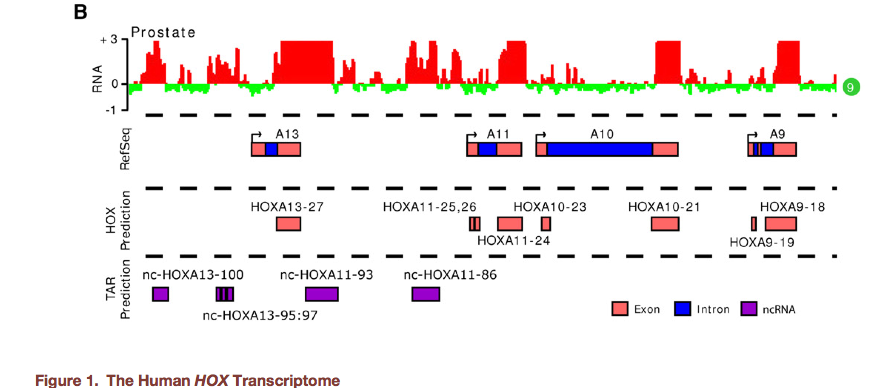 B
Prostate
+3
0
-1
RNA
9
A13
A11
A10
A9
RefSeq
HOXA13-27
HOXA11-25,26
HOXA10-23
HOXA10-21
HOXA9-18
HOXA11-24
HOXA9-19
HOX
Prediction
nc-HOXA13-100
nc-HOXA11-93
nc-HOXA11-86
nc-HOXA13-95:97
TAR
Prediction
Exon
Intron
ncRNA
Figure 1. The Human HOX Transcriptome